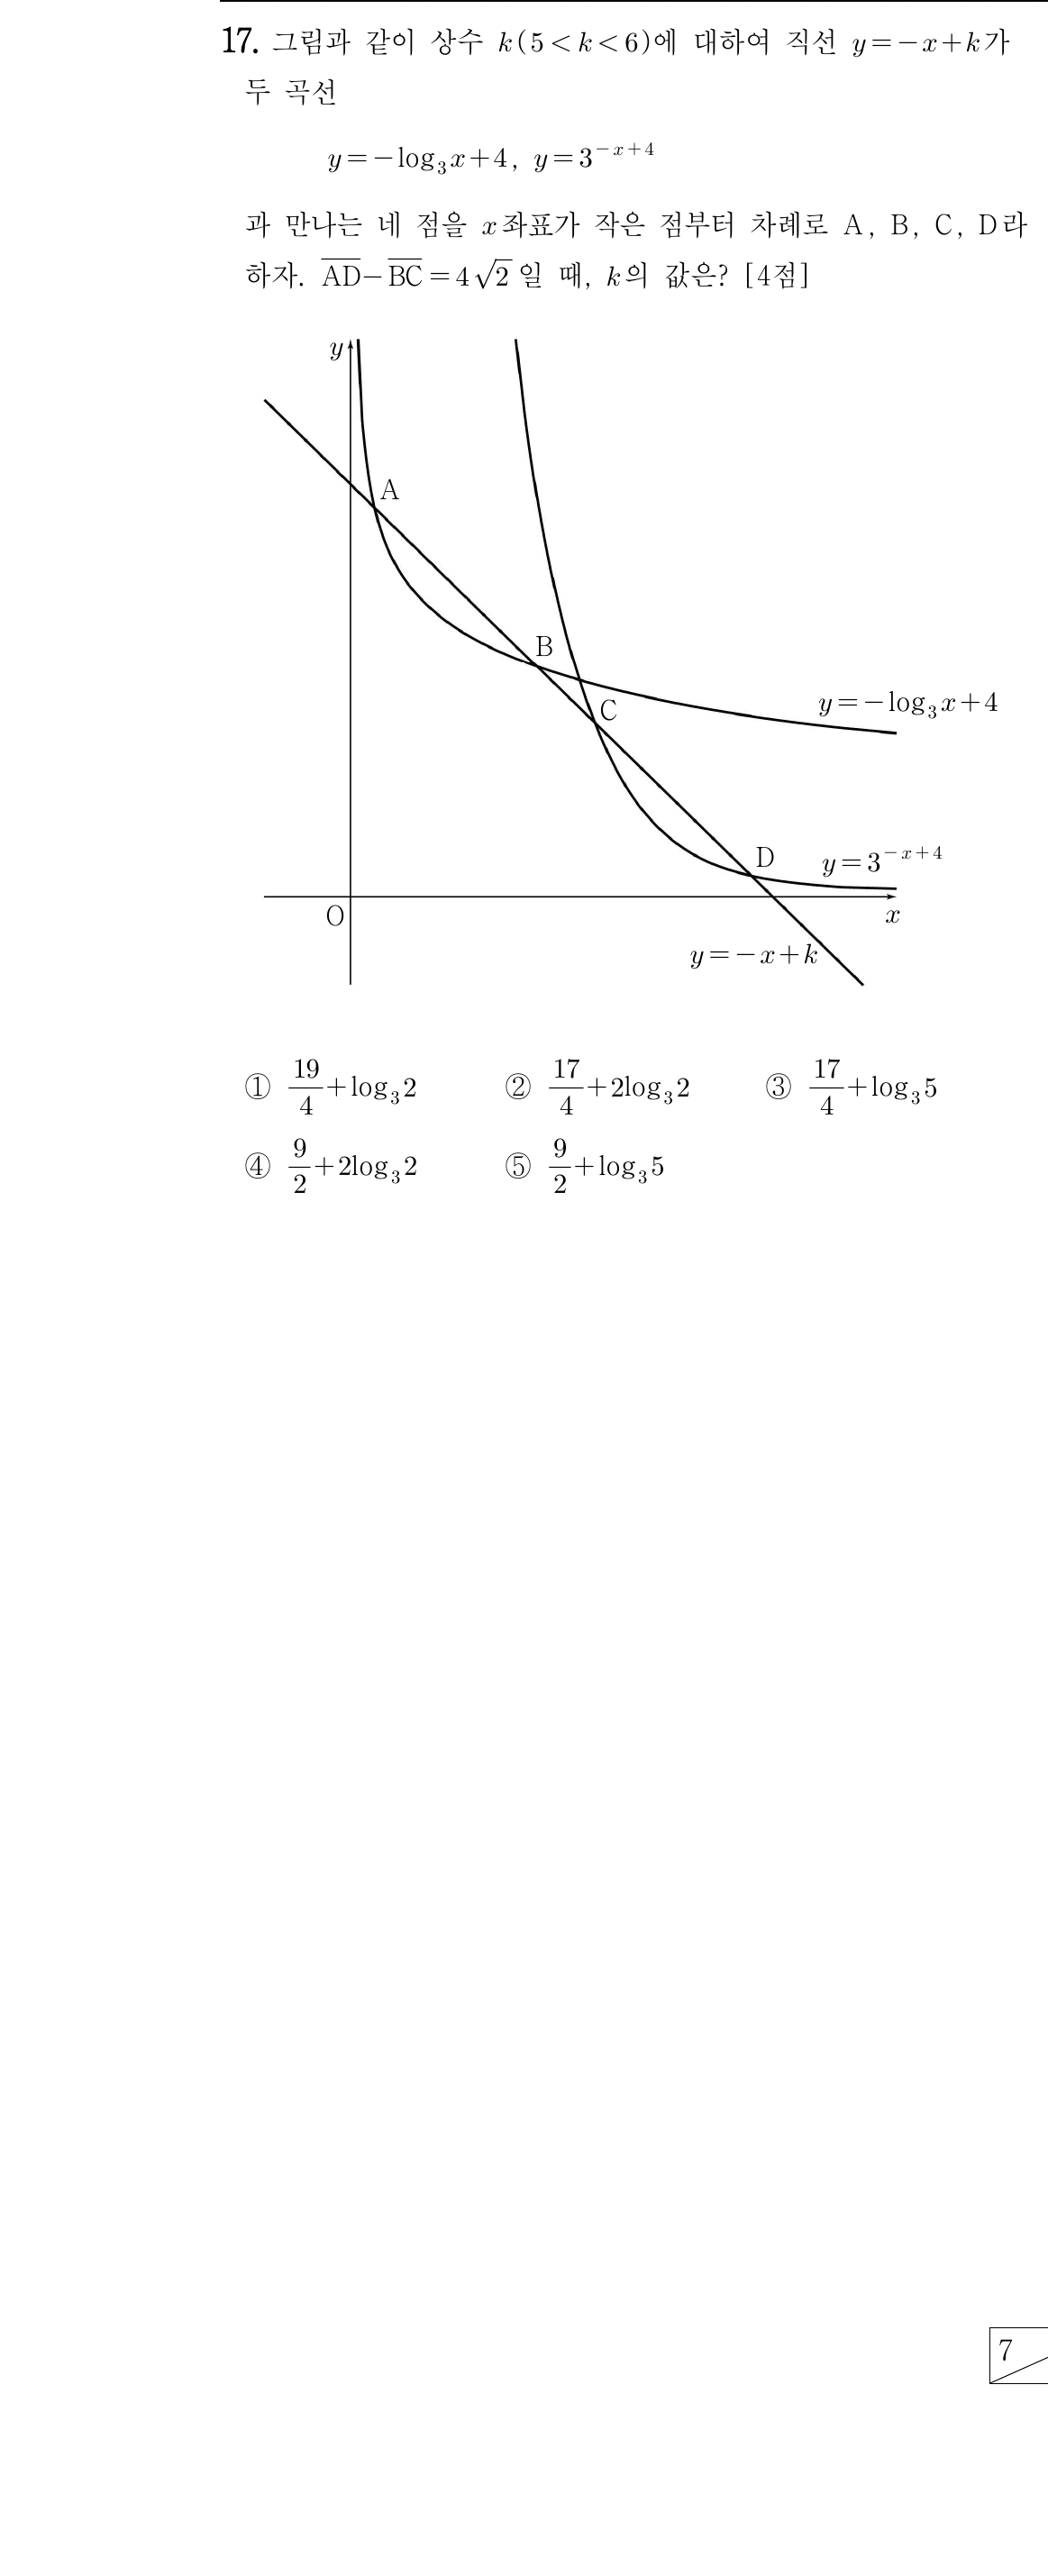 17. 그림과 같이 상수 k(5<k<6)에 대하여 직선 y=-x+k가
두 곡선
y=-log₃x+4, y=3^{-x+4}
과 만나는 네 점을 x좌표가 작은 점부터 차례로 A, B, C, D라
하자. \overline{AD}-\overline{BC}=4√2일 때, k의 값은? [4점]
y
A
B
C
y=-log₃x+4
D
y=3^{-x+4}
O
x
y=-x+k
① 19/4+log₃2 ② 17/4+2log₃2 ③ 17/4+log₃5
④ 9/2+2log₃2 ⑤ 9/2+log₃5
7